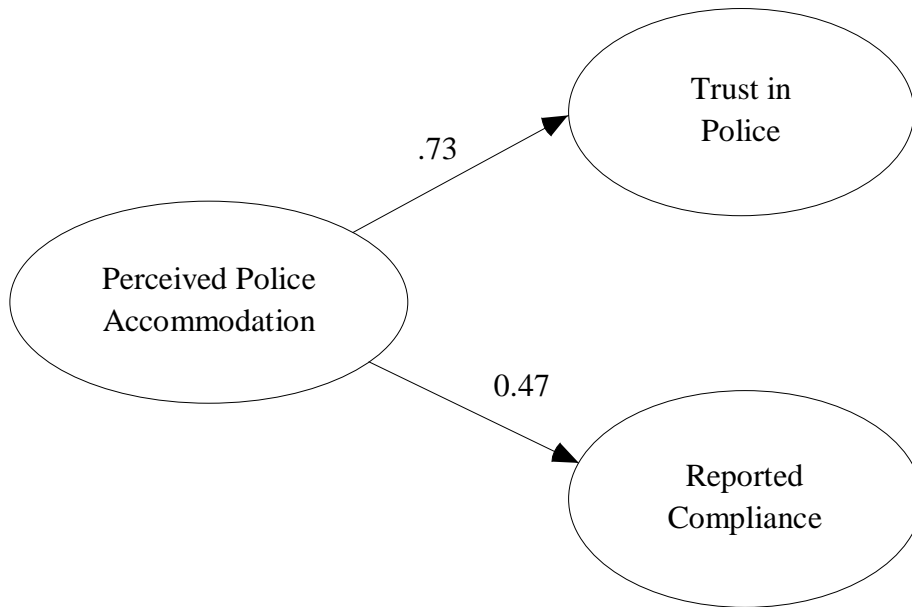 Trust in
Police
.73
Perceived Police
Accommodation
0.47
Reported
Compliance